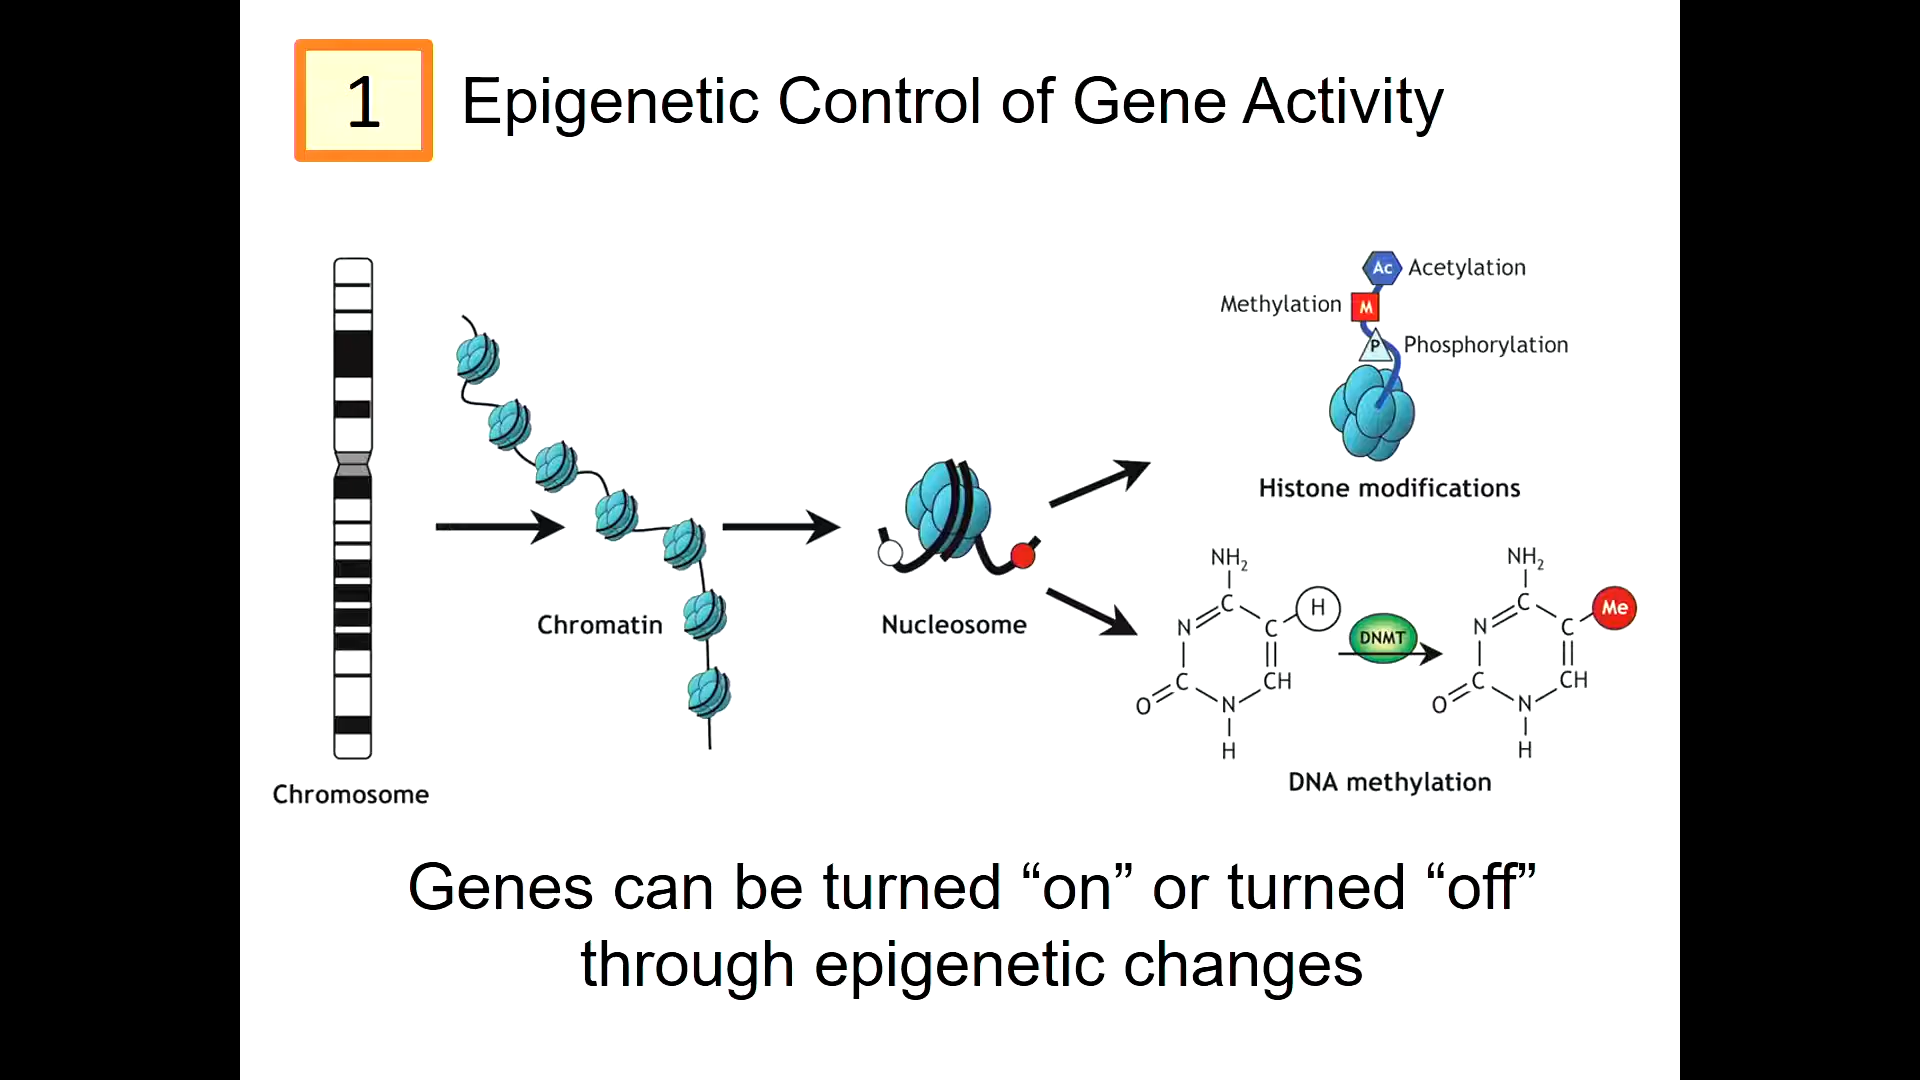 1
Epigenetic Control of Gene Activity
Ac Acetylation
Methylation M
P Phosphorylation
Histone modifications
Chromosome
Chromatin
Nucleosome
NH₂
N C C H
C CH
O N
H
DNMT
NH₂
N C C Me
C CH
O N
H
DNA methylation
Genes can be turned “on” or turned “off”
through epigenetic changes